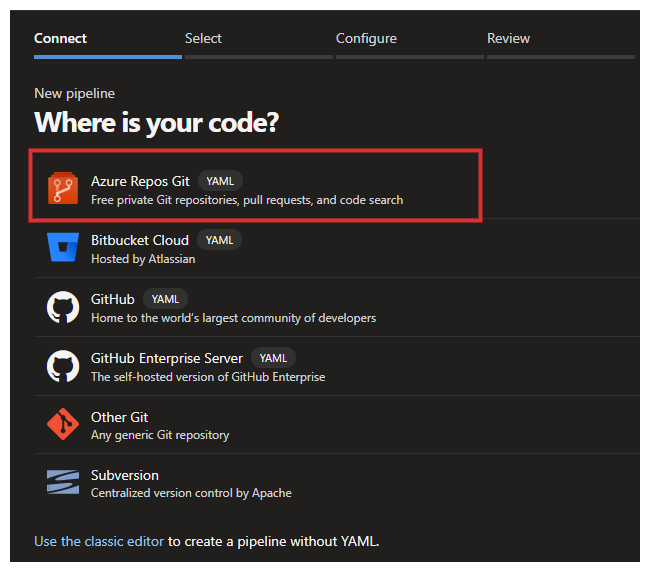 Connect Select Configure Review
New pipeline
Where is your code?
Azure Repos Git YAML
Free private Git repositories, pull requests, and code search
Bitbucket Cloud YAML
Hosted by Atlassian
GitHub YAML
Home to the world's largest community of developers
GitHub Enterprise Server YAML
The self-hosted version of GitHub Enterprise
Other Git
Any generic Git repository
Subversion
Centralized version control by Apache
Use the classic editor to create a pipeline without YAML.